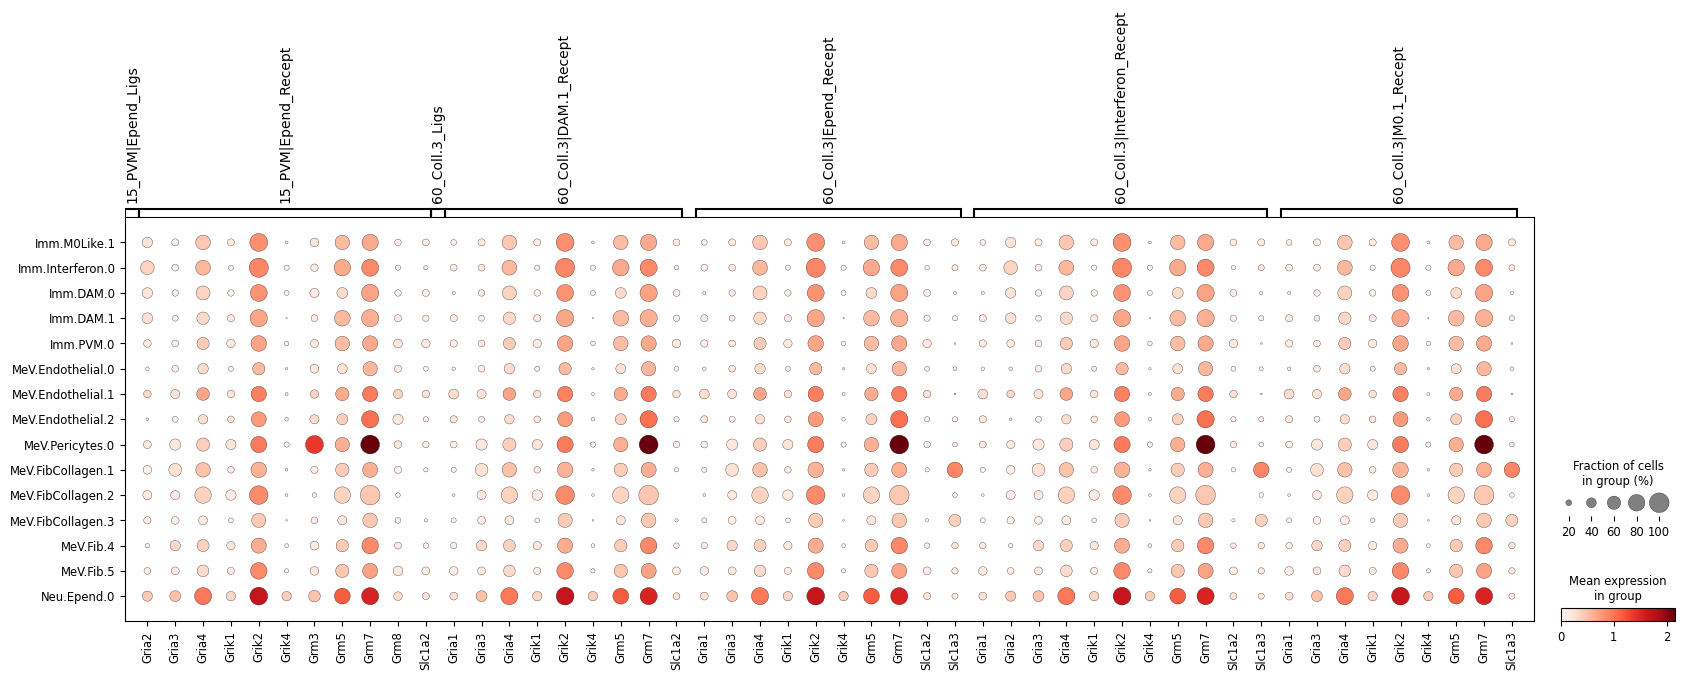 15_PVM|Epend_Ligs
15_PVM|Epend_Recept
60_Coll.3_Ligs
60_Coll.3|DAM.1_Recept
60_Coll.3|Epend_Recept
60_Coll.3|Interferon_Recept
60_Coll.3|M0.1_Recept
Imm.M0Like.1
Imm.Interferon.0
Imm.DAM.0
Imm.DAM.1
Imm.PVM.0
MeV.Endothelial.0
MeV.Endothelial.1
MeV.Endothelial.2
MeV.Pericytes.0
MeV.FibCollagen.1
MeV.FibCollagen.2
MeV.FibCollagen.3
MeV.Fib.4
MeV.Fib.5
Neu.Epend.0
Gria2 Gria3 Gria4 Grik1 Grik2 Grik4 Grm3 Grm5 Grm7 Grm8 Slc1a2 Gria1 Gria3 Gria4 Grik1 Grik2 Grik4 Grm5 Grm7 Slc1a2 Gria1 Gria3 Gria4 Grik1 Grik2 Grik4 Grm5 Grm7 Slc1a2 Slc1a3 Gria1 Gria2 Gria3 Gria4 Grik1 Grik2 Grik4 Grm5 Grm7 Slc1a2 Slc1a3 Gria1 Gria3 Gria4 Grik1 Grik2 Grik4 Grm5 Grm7 Slc1a3
Fraction of cells
in group (%)
20 40 60 80 100
Mean expression
in group
0 1 2